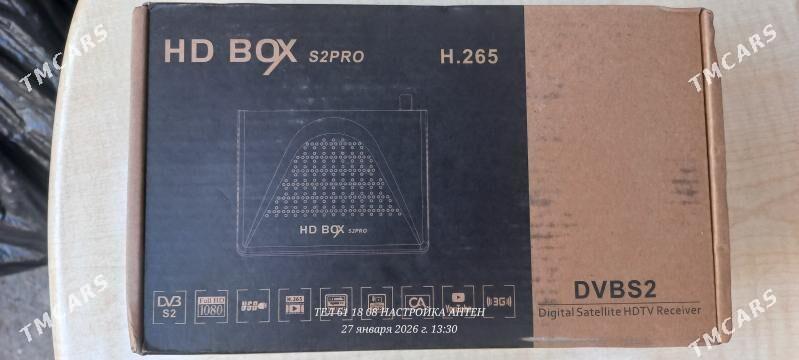 HD BOX S2PRO
H.265
HD BOX S2PRO
DVB S2
Full HD 1080
H.265
CA
YouTube
3G
DVBS2
Digital Satellite HDTV Receiver
ТЕЛ 61 18 08 НАСТРОЙКА АНТЕН
27 января 2026 г. 13:30
TMCARS
TMCARS
TMCARS
TMCARS